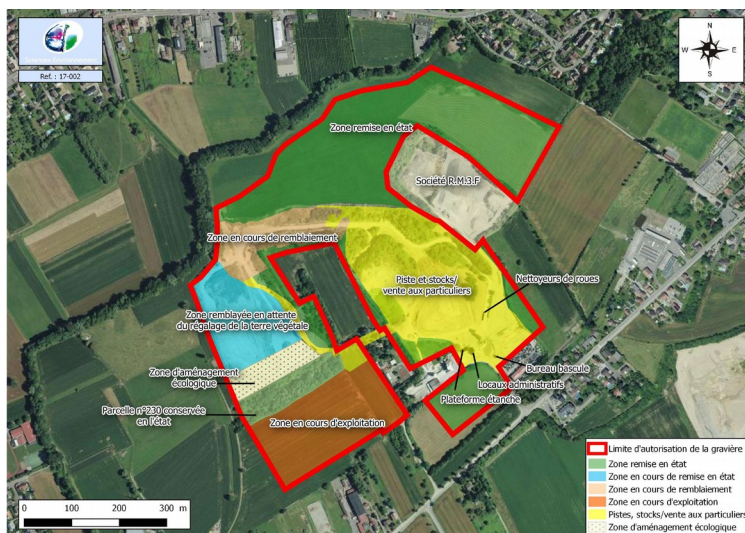 Sciences Environnement
Ref. : 17-002
N
W
E
S
Zone remise en état
Société R.M.3.F
Zone en cours de remblaiement
Piste et stocks/
vente aux particuliers
Nettoyeurs de roues
Zone remblayée en attente
du régalage de la terre végétale
Zone d'aménagement
écologique
Bureau bascule
Locaux administratifs
Plateforme étanche
Parcelle n°230 conservée
en l'état
Zone en cours d'exploitation
0 100 200 300 m
Limite d'autorisation de la gravière
Zone remise en état
Zone en cours de remise en état
Zone en cours de remblaiement
Zone en cours d'exploitation
Pistes, stocks/vente aux particuliers
Zone d'aménagement écologique